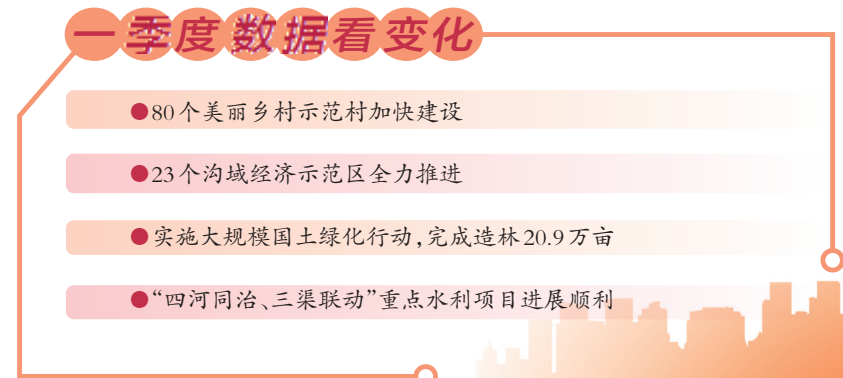 一季度数据看变化
●80个美丽乡村示范村加快建设
●23个沟域经济示范区全力推进
●实施大规模国土绿化行动,完成造林20.9万亩
●“四河同治、三渠联动”重点水利项目进展顺利